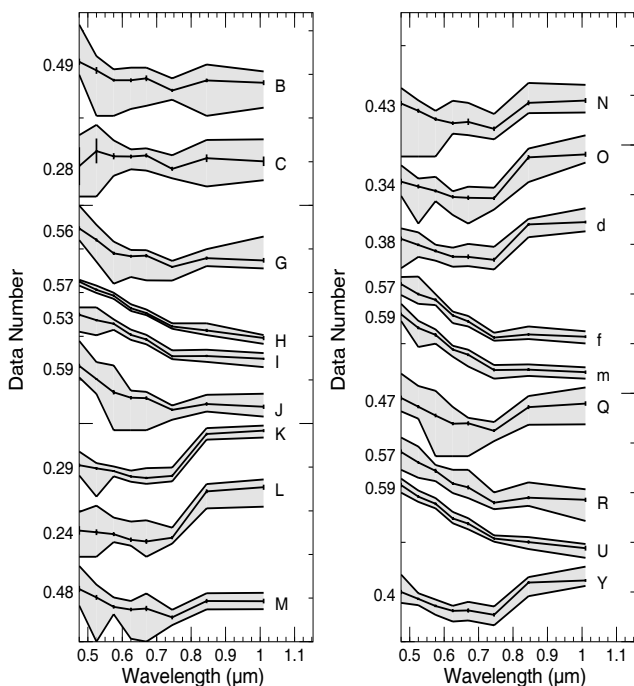 0.49 B
0.28 C
0.56 G
0.57 H
0.53 I
0.59 J
K
0.29 L
0.24
0.48 M
Data Number
0.5 0.6 0.7 0.8 0.9 1 1.1
Wavelength (µm)
0.43 N
0.34 O
0.38 d
0.57 f
0.59 m
0.47 Q
0.57 R
0.59 U
0.4 Y
Data Number
0.5 0.6 0.7 0.8 0.9 1 1.1
Wavelength (µm)